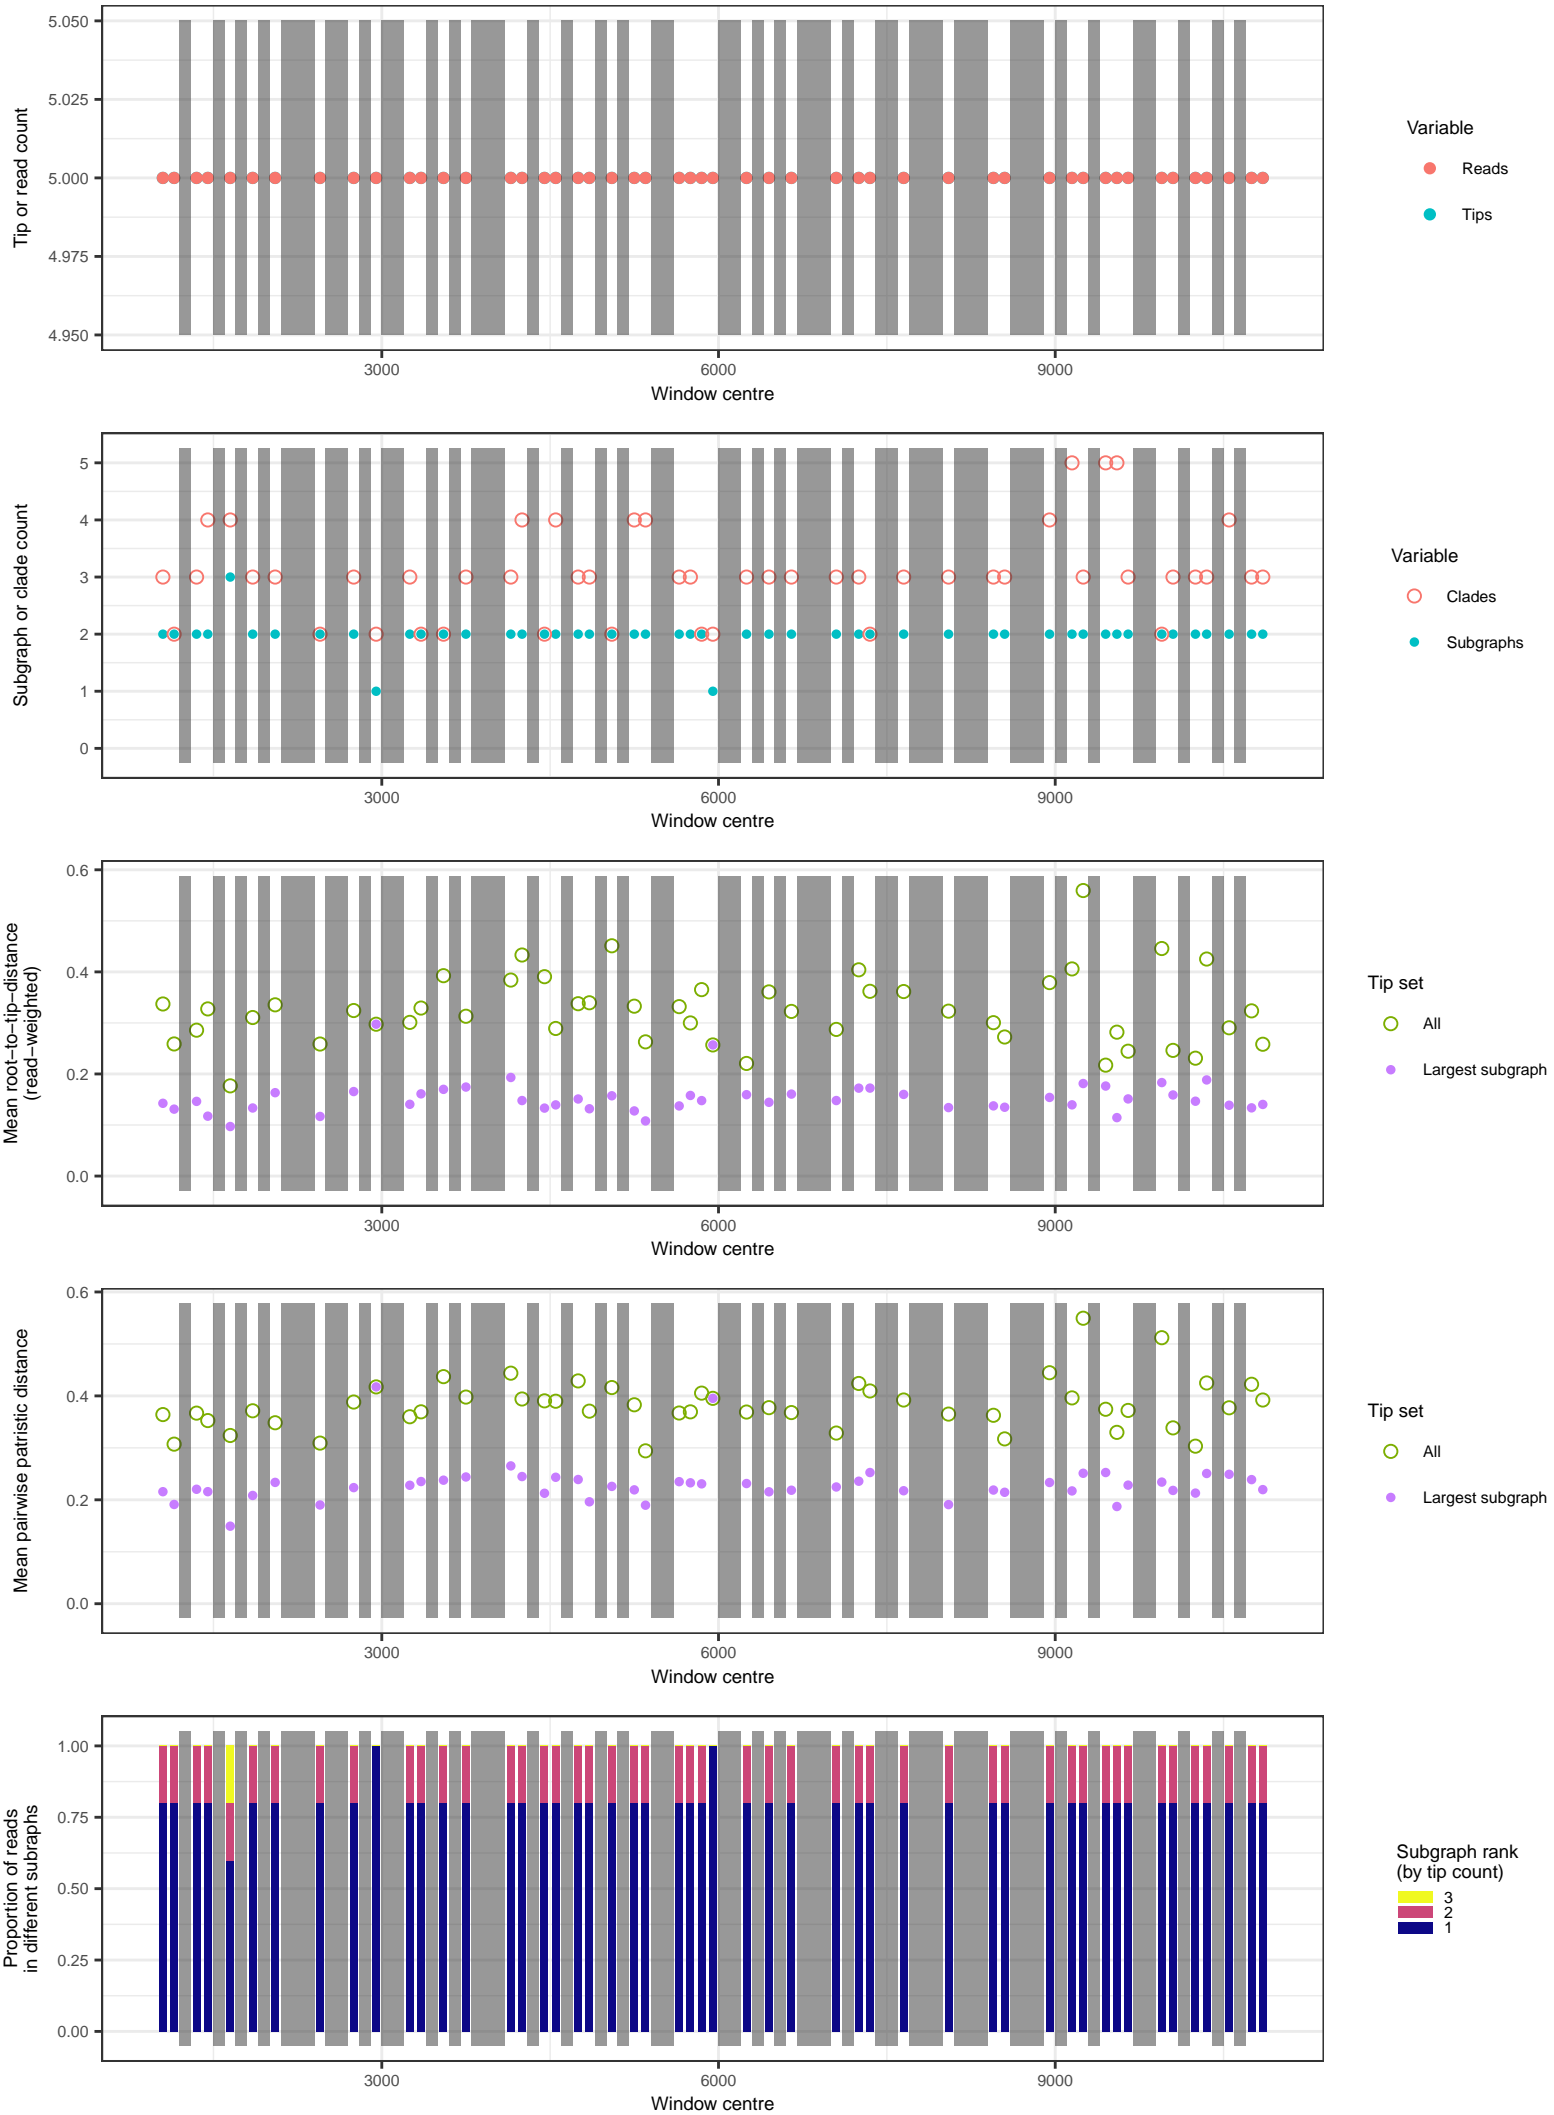 5.050
5.025
5.000
4.975
4.950
Tip or read count
3000
6000
9000
Window centre
Variable
Reads
Tips
5
4
3
2
1
0
Subgraph or clade count
3000
6000
9000
Window centre
Variable
Clades
Subgraphs
0.6
0.4
0.2
0.0
Mean root−to−tip−distance
(read−weighted)
3000
6000
9000
Window centre
Tip set
All
Largest subgraph
0.6
0.4
0.2
0.0
Mean pairwise patristic distance
3000
6000
9000
Window centre
Tip set
All
Largest subgraph
1.00
0.75
0.50
0.25
0.00
Proportion of reads
in different subraphs
3000
6000
9000
Window centre
Subgraph rank
(by tip count)
3
2
1